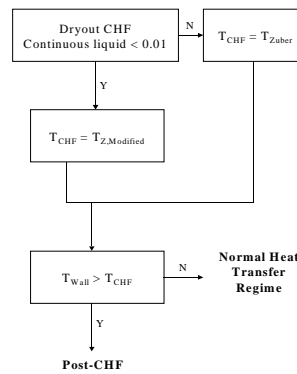 Dryout CHF
Continuous liquid < 0.01
N
T_CHF = T_Zuber
Y
T_CHF = T_Z,Modified
T_Wall > T_CHF
N
Normal Heat
Transfer
Regime
Y
Post-CHF